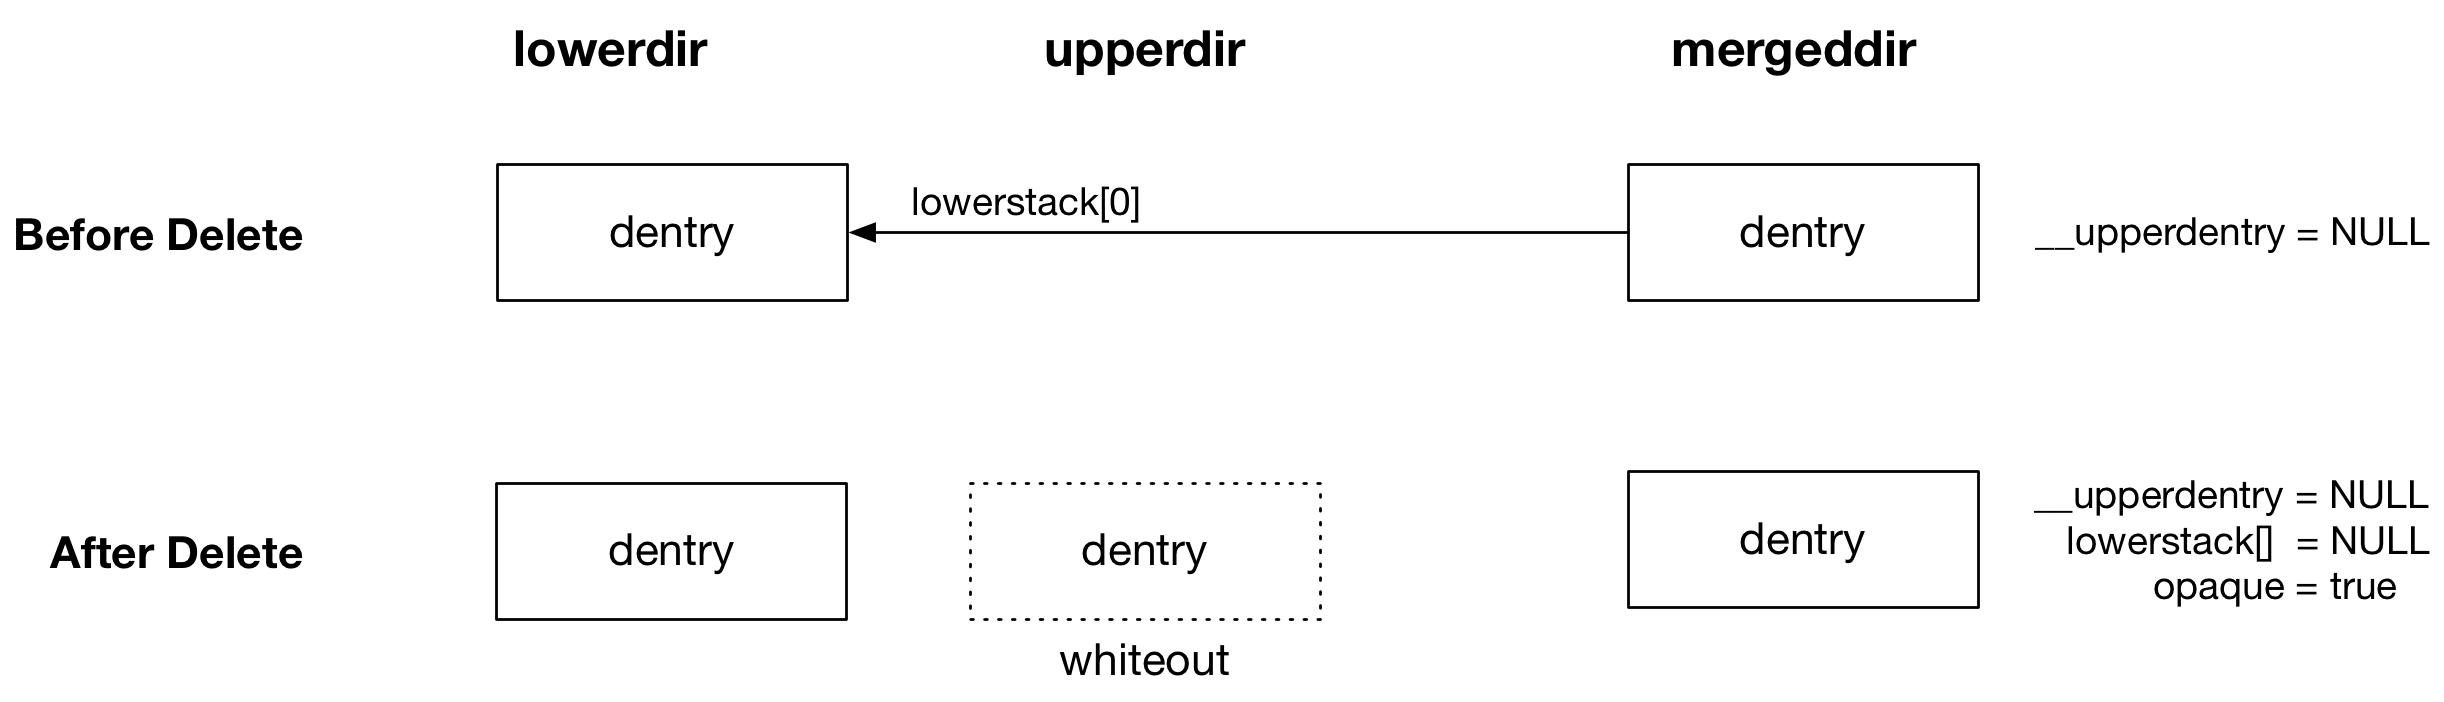 lowerdir upperdir mergeddir
lowerstack[0]
Before Delete dentry dentry __upperdentry = NULL
__upperdentry = NULL
After Delete dentry dentry dentry lowerstack[] = NULL
opaque = true
whiteout